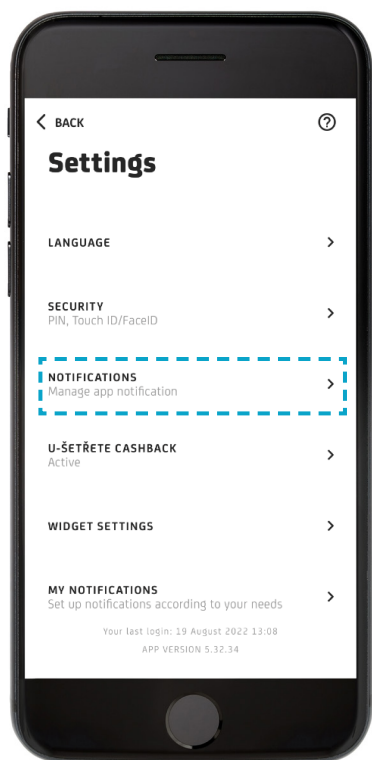 BACK
Settings
LANGUAGE
SECURITY
PIN, Touch ID/FaceID
NOTIFICATIONS
Manage app notification
U-ŠETŘETE CASHBACK
Active
WIDGET SETTINGS
MY NOTIFICATIONS
Set up notifications according to your needs
Your last login: 19 August 2022 13:08
APP VERSION 5.32.34